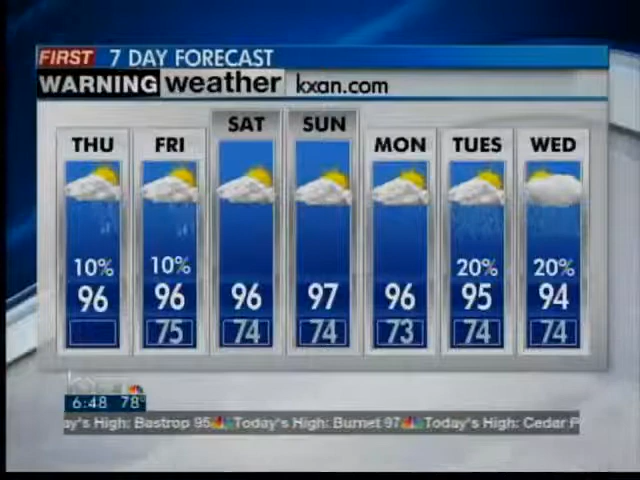 FIRST 7 DAY FORECAST
WARNING weather kxan.com
THU FRI SAT SUN MON TUES WED
10% 10% 20% 20%
96 96 96 97 96 95 94
75 74 74 73 74 74
6:48 78°
ay's High: Bastrop 95 Today's High: Burnet 97 Today's High: Cedar P